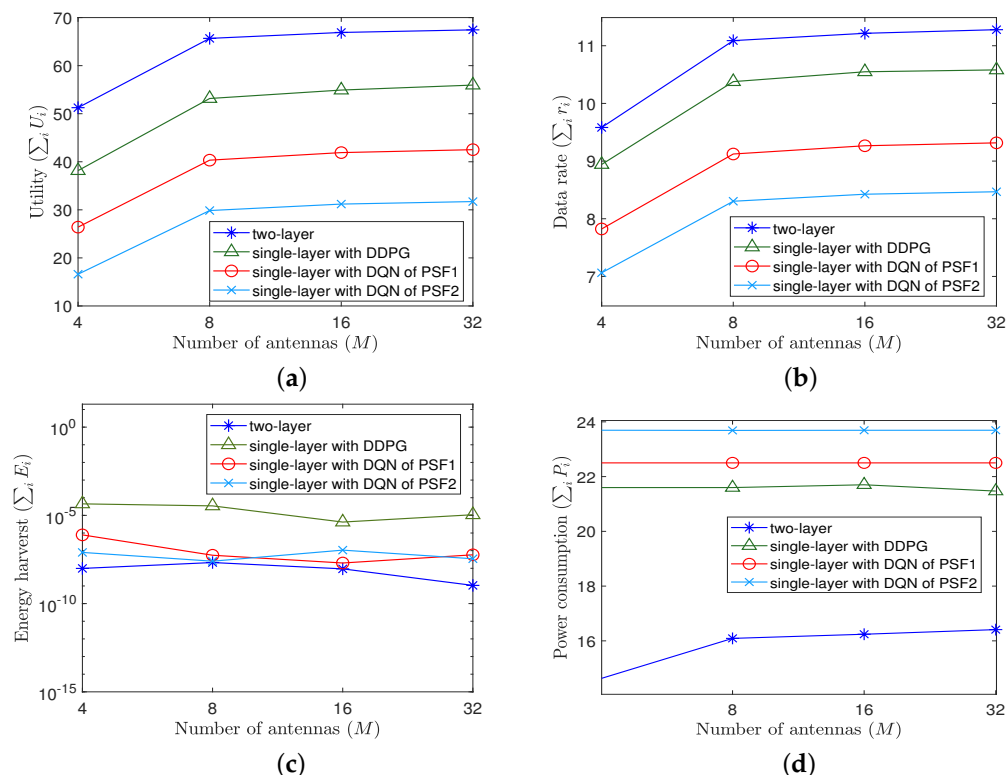 70
60
50
40
30
20
10
4
8
16
32
Utility (∑ᵢ Uᵢ)
Number of antennas (M)
two-layer
single-layer with DDPG
single-layer with DQN of PSF1
single-layer with DQN of PSF2
(a)
11
10
9
8
7
4
8
16
32
Data rate (∑ᵢ rᵢ)
Number of antennas (M)
two-layer
single-layer with DDPG
single-layer with DQN of PSF1
single-layer with DQN of PSF2
(b)
10⁰
10⁻⁵
10⁻¹⁰
10⁻¹⁵
4
8
16
32
Energy harverst (∑ᵢ Eᵢ)
Number of antennas (M)
two-layer
single-layer with DDPG
single-layer with DQN of PSF1
single-layer with DQN of PSF2
(c)
24
22
20
18
16
8
16
32
Power consumption (∑ᵢ Pᵢ)
Number of antennas (M)
two-layer
single-layer with DDPG
single-layer with DQN of PSF1
single-layer with DQN of PSF2
(d)